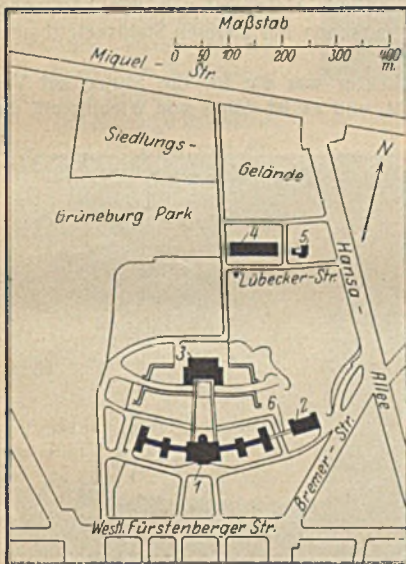 Maßstab
0 50 100 200 300 400
m.
Miquel - Str.
Siedlungs-
Gelände
N
Grüneburg Park
4
5
Lübecker-Str.
Hansa-
Allee
3
6
2
1
Bremer-Str.
Westl. Fürstenberger Str.